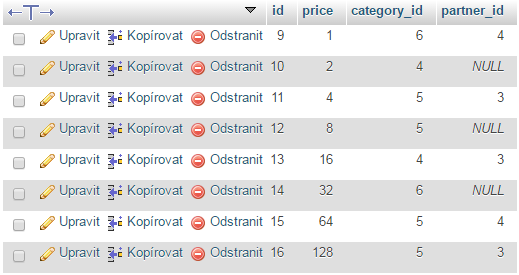 ←T→ id price category_id partner_id
Upravit Kopírovat Odstranit 9 1 6 4
Upravit Kopírovat Odstranit 10 2 4 NULL
Upravit Kopírovat Odstranit 11 4 5 3
Upravit Kopírovat Odstranit 12 8 5 NULL
Upravit Kopírovat Odstranit 13 16 4 3
Upravit Kopírovat Odstranit 14 32 6 NULL
Upravit Kopírovat Odstranit 15 64 5 4
Upravit Kopírovat Odstranit 16 128 5 3